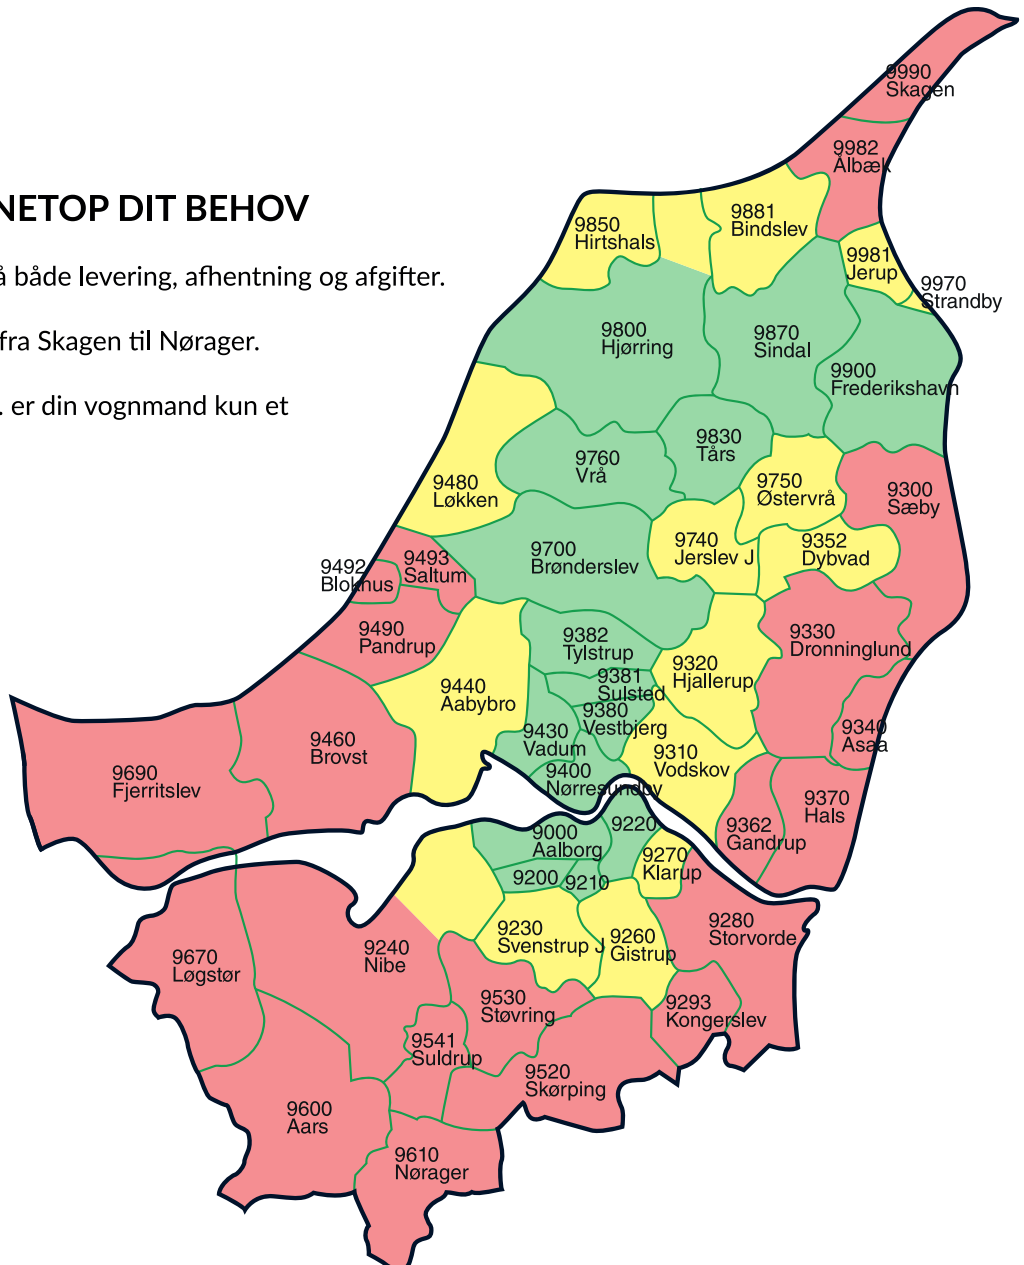 9990
Skagen
9982
Ålbæk
NETOP DIT BEHOV
9850
Hirtshals
9881
Bindslev
9981
Jerup
å både levering, afhentning og afgifter.
9970
Strandby
fra Skagen til Nørager.
9800
Hjørring
9870
Sindal
9900
Frederikshavn
. er din vognmand kun et
9830
Tårs
9760
Vrå
9480
Løkken
9750
Østervrå
9300
Sæby
9740
Jerslev J
9352
Dybvad
9700
Brønderslev
9492
Blokhus
9493
Saltum
9490
Pandrup
9382
Tylstrup
9330
Dronninglund
9320
Hjallerup
9381
Sulsted
9440
Aabybro
9380
Vestbjerg
9430
Vadum
9340
Asaa
9460
Brovst
9310
Vodskov
9690
Fjerritslev
9400
Nørresundby
9370
Hals
9362
Gandrup
9000
Aalborg
9220
9270
Klarup
9200
9210
9280
Storvorde
9230
Svenstrup J
9260
Gistrup
9240
Nibe
9670
Løgstør
9530
Støvring
9293
Kongerslev
9541
Suldrup
9520
Skørping
9600
Aars
9610
Nørager